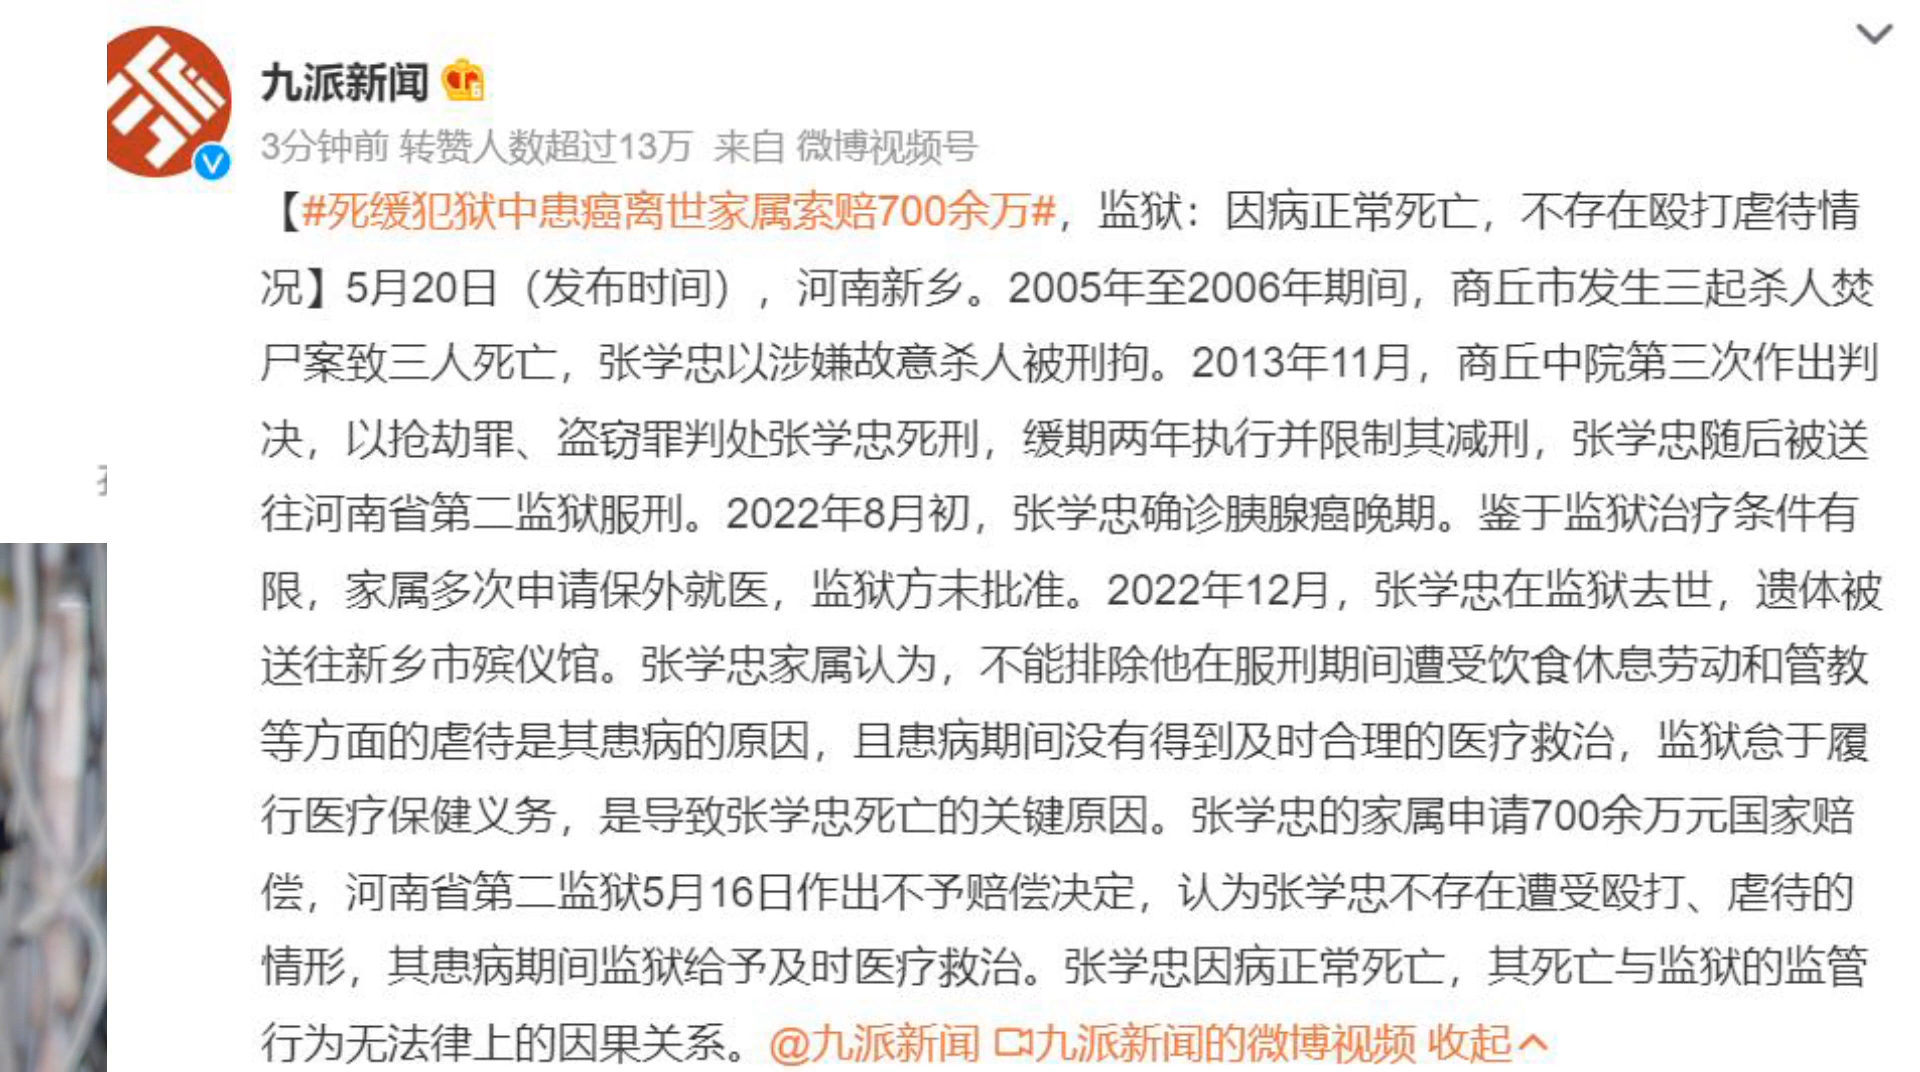 九派新闻
3分钟前 转赞人数超过13万 来自 微博视频号
【#死缓犯狱中患癌离世家属索赔700余万#，监狱：因病正常死亡，不存在殴打虐待情
况】5月20日（发布时间），河南新乡。2005年至2006年期间，商丘市发生三起杀人焚
尸案致三人死亡，张学忠以涉嫌故意杀人被刑拘。2013年11月，商丘中院第三次作出判
决，以抢劫罪、盗窃罪判处张学忠死刑，缓期两年执行并限制其减刑，张学忠随后被送
往河南省第二监狱服刑。2022年8月初，张学忠确诊胰腺癌晚期。鉴于监狱治疗条件有
限，家属多次申请保外就医，监狱方未批准。2022年12月，张学忠在监狱去世，遗体被
送往新乡市殡仪馆。张学忠家属认为，不能排除他在服刑期间遭受饮食休息劳动和管教
等方面的虐待是其患病的原因，且患病期间没有得到及时合理的医疗救治，监狱怠于履
行医疗保健义务，是导致张学忠死亡的关键原因。张学忠的家属申请700余万元国家赔
偿，河南省第二监狱5月16日作出不予赔偿决定，认为张学忠不存在遭受殴打、虐待的
情形，其患病期间监狱给予及时医疗救治。张学忠因病正常死亡，其死亡与监狱的监管
行为无法律上的因果关系。@九派新闻 九派新闻的微博视频 收起